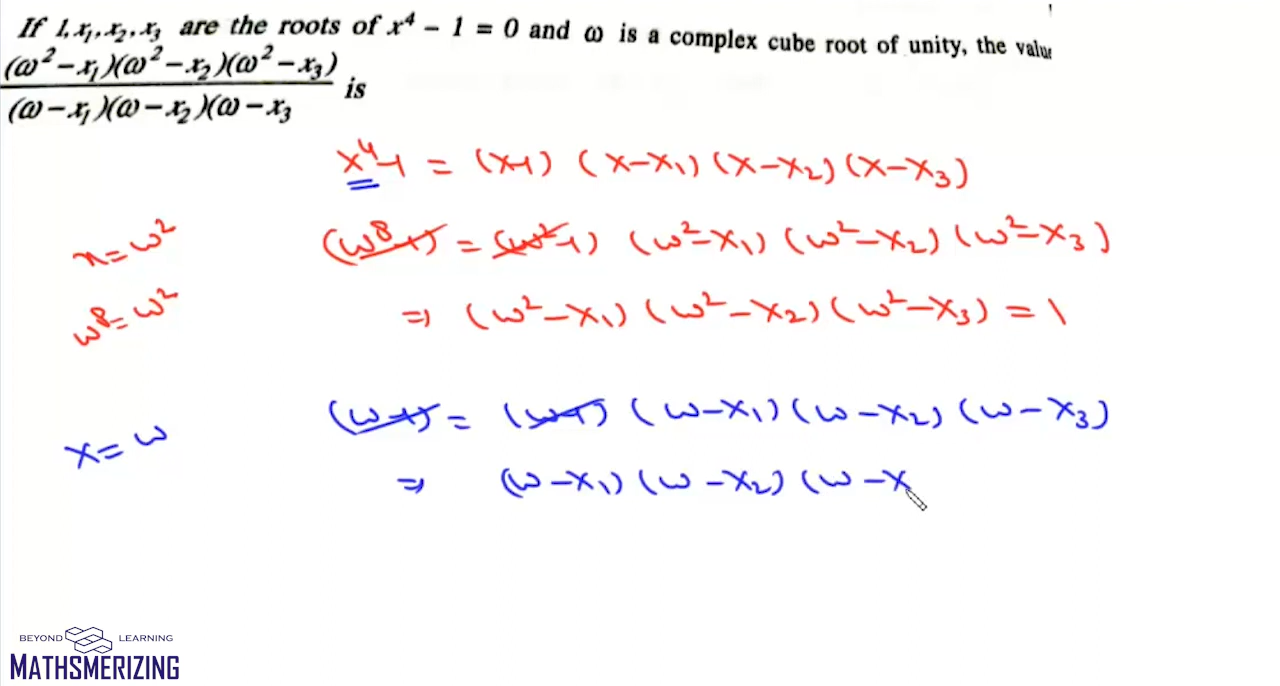 If 1, x₁, x₂, x₃ are the roots of x⁴ − 1 = 0 and ω is a complex cube root of unity, the value
(ω² − x₁)(ω² − x₂)(ω² − x₃)
(ω − x₁)(ω − x₂)(ω − x₃
is
x⁴-1 = (x-1) (x-x₁) (x-x₂) (x-x₃)
x=ω² (ω⁸-1) = (ω²-1) (ω²-x₁) (ω²-x₂) (ω²-x₃)
ω⁸=ω² ⇒ (ω²-x₁) (ω²-x₂) (ω²-x₃) = 1
x=ω (ω-1) = (ω-1) (ω-x₁) (ω-x₂) (ω-x₃)
⇒ (ω-x₁) (ω-x₂) (ω-x
BEYOND LEARNING
MATHSMERIZING